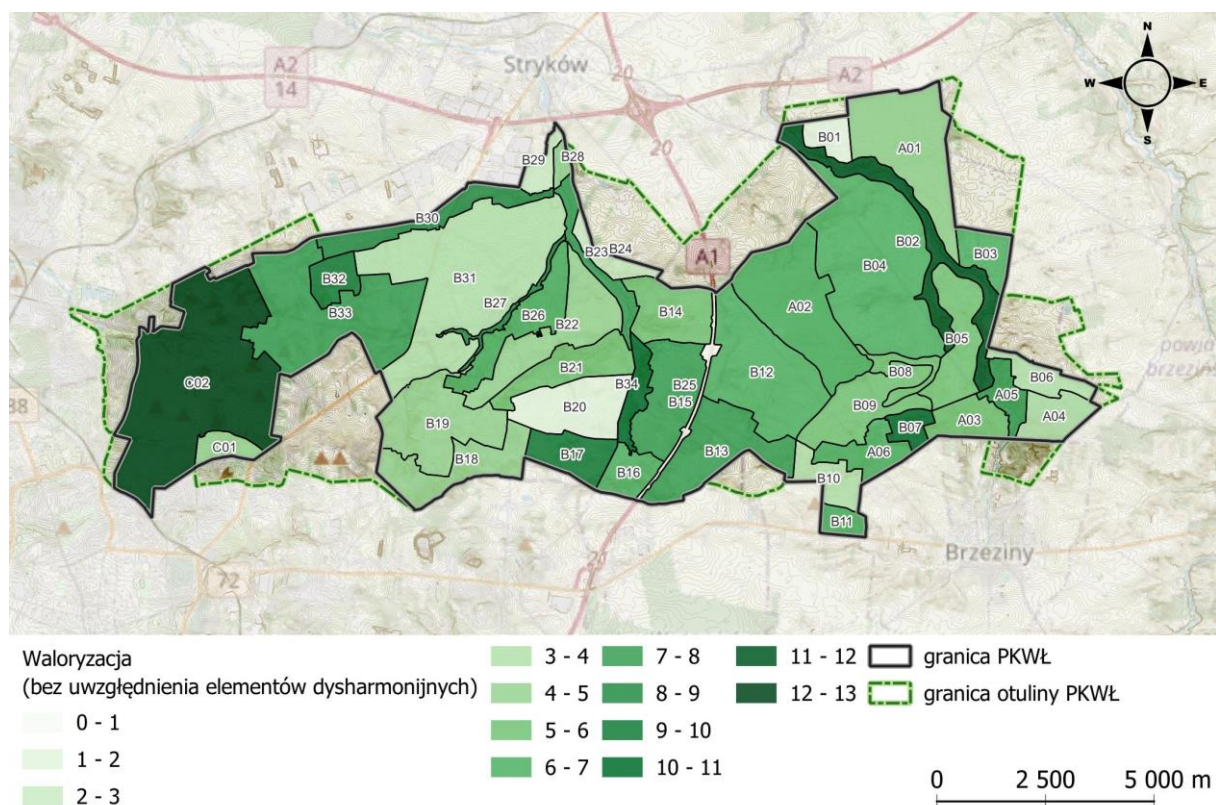 N
W
E
S
A2
14
Stryków
20
A2
20
B01
A01
B29
B28
B30
B02
B03
B23
B24
A1
B04
B31
B32
B27
A02
B33
B26
B14
B22
B05
C02
B21
B34
B25
B12
B08
B06
powia
brzeziń
B15
A05
38
B20
B09
A03
A04
B19
B07
C01
B18
B17
B13
A06
B16
B10
B11
20
Brzeziny
72
Waloryzacja
(bez uwzględnienia elementów dysharmonijnych)
0 - 1
1 - 2
2 - 3
3 - 4
4 - 5
5 - 6
6 - 7
7 - 8
8 - 9
9 - 10
10 - 11
11 - 12
12 - 13
granica PKWŁ
granica otuliny PKWŁ
0 2 500 5 000 m